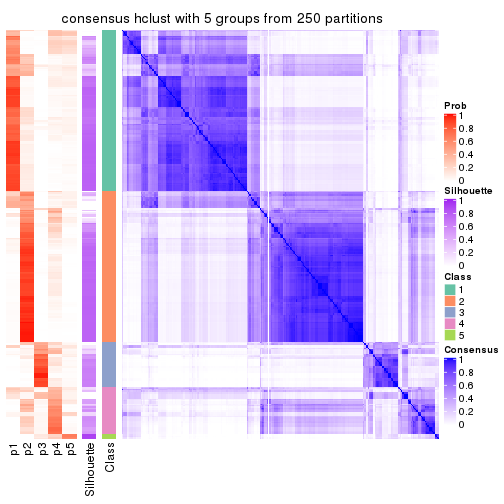 consensus hclust with 5 groups from 250 partitions
Prob
1
0.8
0.6
0.4
0.2
0
Silhouette
1
0.8
0.6
0.4
0.2
0
Class
1
2
3
4
5
Consensus
1
0.8
0.6
0.4
0.2
0
p1
p2
p3
p4
p5
Silhouette
Class